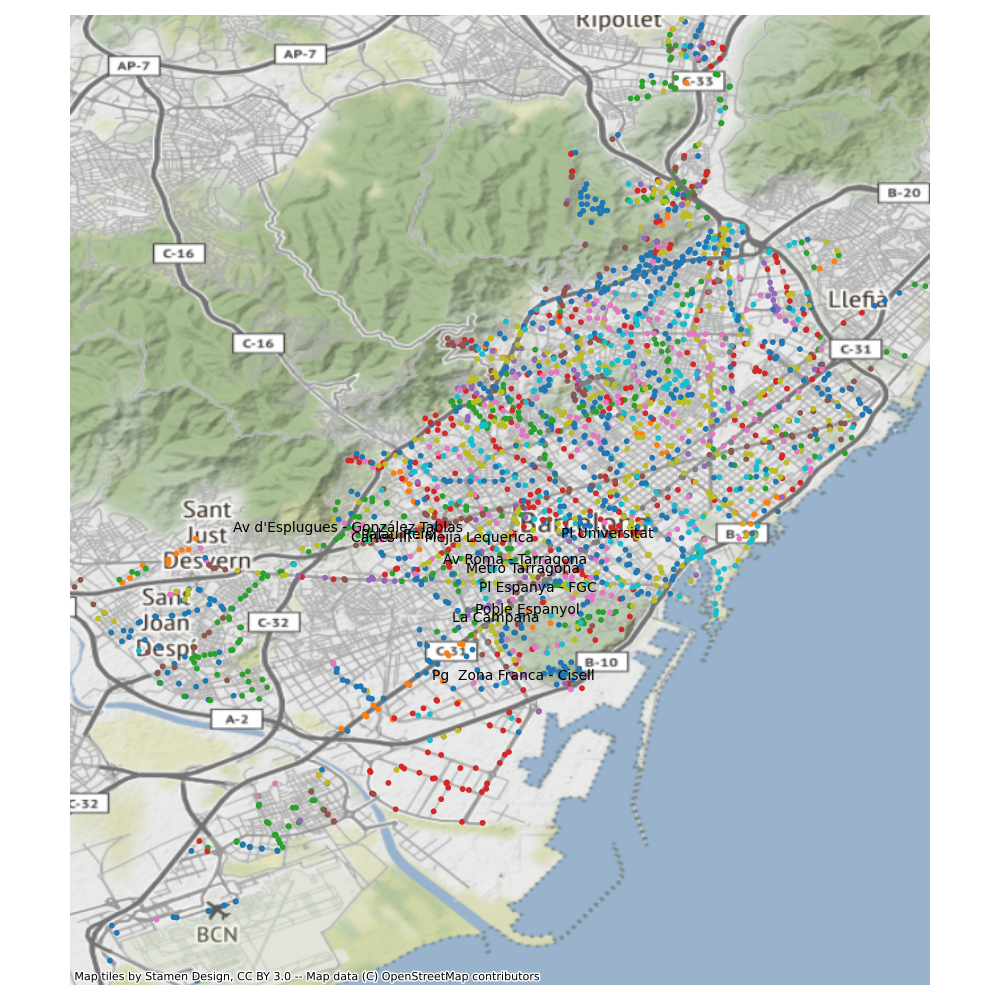 Ripollet
AP-7
AP-7
C-33
B-20
C-16
Llefià
C-16
C-31
Sant
Just
Desvern
Av d'Esplugues - González Tablas
Carles III - Mejía Lequerica
Pl Universitat
B-10
Av Roma - Tarragona
Metro Tarragona
Pl Espanya - FGC
Sant
Joan
Despí
Poble Espanyol
La Campana
C-32
C-31
B-10
Pg Zona Franca - Cisell
A-2
C-32
BCN
Map tiles by Stamen Design, CC BY 3.0 -- Map data (C) OpenStreetMap contributors